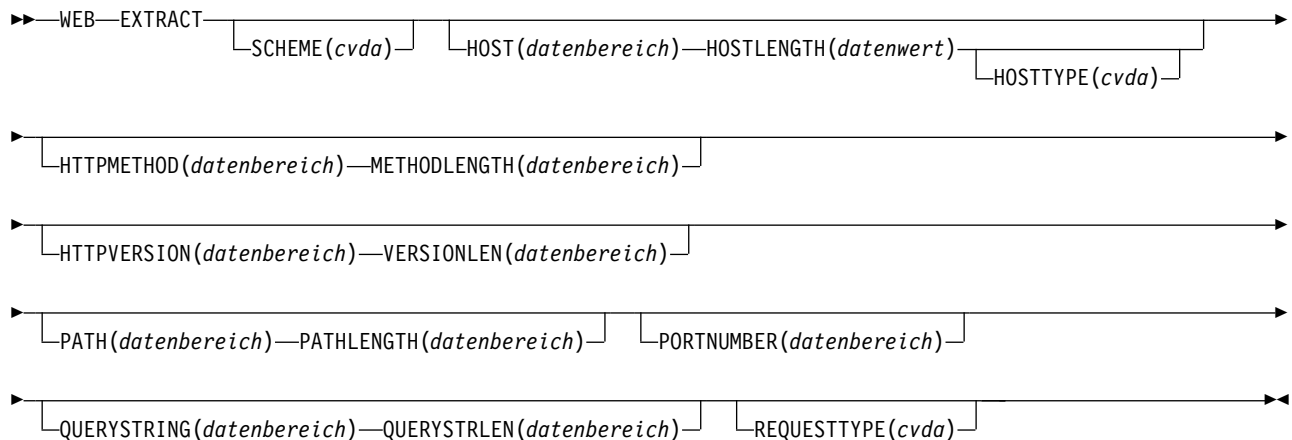 WEB EXTRACT
SCHEME(cvda) HOST(datenbereich) HOSTLENGTH(datenwert)
HOSTTYPE(cvda)
HTTPMETHOD(datenbereich) METHODLENGTH(datenbereich)
HTTPVERSION(datenbereich) VERSIONLEN(datenbereich)
PATH(datenbereich) PATHLENGTH(datenbereich) PORTNUMBER(datenbereich)
QUERYSTRING(datenbereich) QUERYSTRLEN(datenbereich) REQUESTTYPE(cvda)